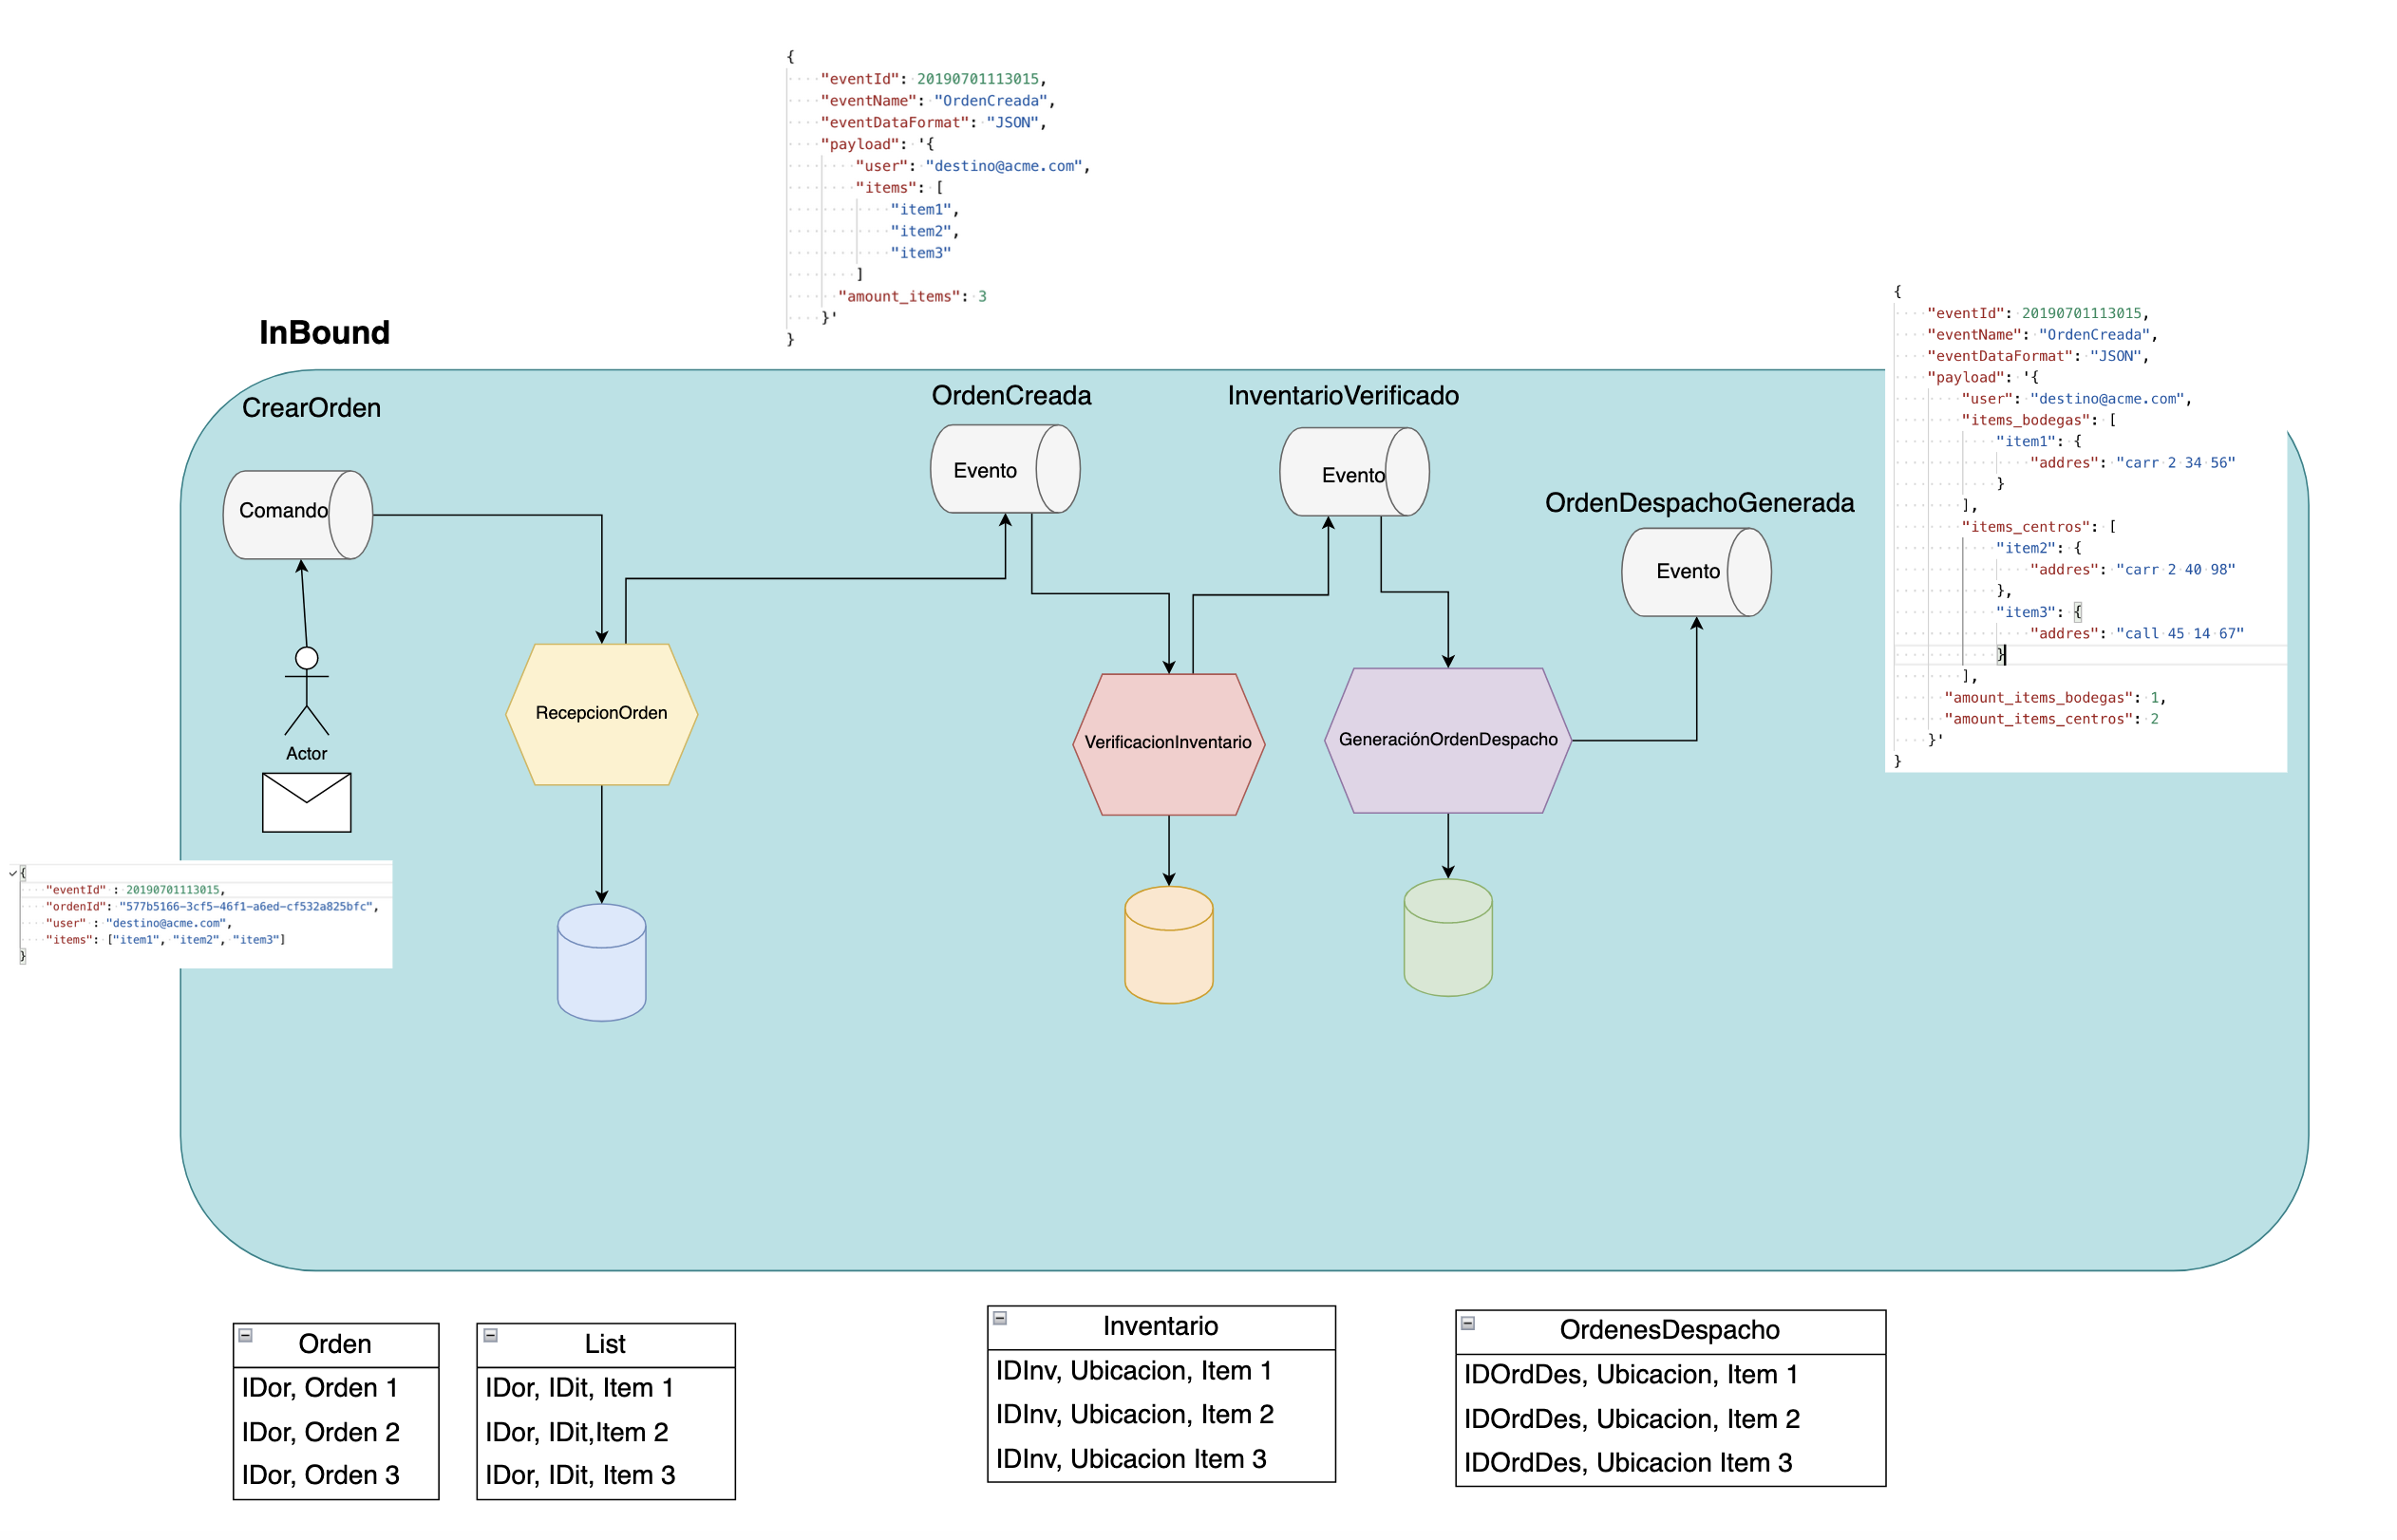 {
"eventId": 20190701113015,
"eventName": "OrdenCreada",
"eventDataFormat": "JSON",
"payload": '{
"user": "destino@acme.com",
"items": [
"item1",
"item2",
"item3"
]
"amount_items": 3
}'
}
InBound
{
"eventId": 20190701113015,
"eventName": "OrdenCreada",
"eventDataFormat": "JSON",
"payload": '{
"user": "destino@acme.com",
"items_bodegas": [
"item1": {
"addres": "carr 2 34 56"
}
],
"items_centros": [
"item2": {
"addres": "carr 2 40 98"
},
"item3": {
"addres": "call 45 14 67"
}
],
"amount_items_bodegas": 1,
"amount_items_centros": 2
}'
}
CrearOrden
OrdenCreada
InventarioVerificado
OrdenDespachoGenerada
Comando
Evento
Evento
Evento
Actor
RecepcionOrden
VerificacionInventario
GeneraciónOrdenDespacho
{
"eventId" : 20190701113015,
"ordenId": "577b5166-3cf5-46f1-a6ed-cf532a825bfc",
"user" : "destino@acme.com",
"items": ["item1", "item2", "item3"]
}
Orden
IDor, Orden 1
IDor, Orden 2
IDor, Orden 3
List
IDor, IDit, Item 1
IDor, IDit,Item 2
IDor, IDit, Item 3
Inventario
IDInv, Ubicacion, Item 1
IDInv, Ubicacion, Item 2
IDInv, Ubicacion Item 3
OrdenesDespacho
IDOrdDes, Ubicacion, Item 1
IDOrdDes, Ubicacion, Item 2
IDOrdDes, Ubicacion Item 3